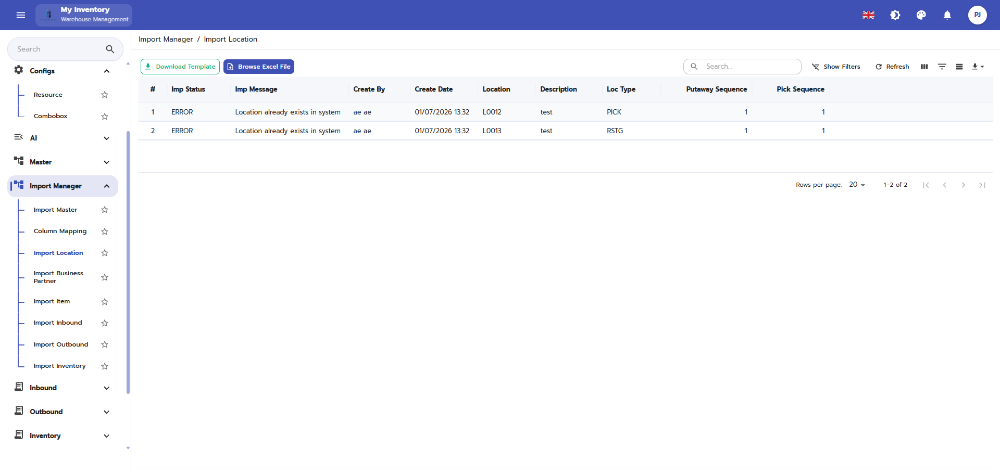 My Inventory
Warehouse Management
PJ
Search
Configs
Resource
Combobox
AI
Master
Import Manager
Import Master
Column Mapping
Import Location
Import Business
Partner
Import Item
Import Inbound
Import Outbound
Import Inventory
Inbound
Outbound
Inventory
Import Manager / Import Location
Download Template Browse Excel File Search... Show Filters Refresh
# Imp Status Imp Message Create By Create Date Location Description Loc Type Putaway Sequence Pick Sequence
1 ERROR Location already exists in system ae ae 01/07/2026 13:32 L0012 test PICK 1 1
2 ERROR Location already exists in system ae ae 01/07/2026 13:32 L0013 test RSTG 1 1
Rows per page: 20 1–2 of 2